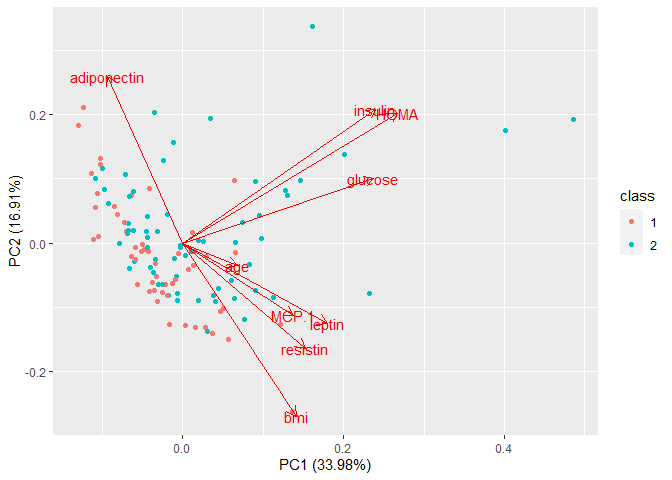 adiponectin
insulin
HOMA
glucose
age
MCP.1
leptin
resistin
bmi
0.2
0.0
-0.2
PC2 (16.91%)
0.0
0.2
0.4
PC1 (33.98%)
class
1
2